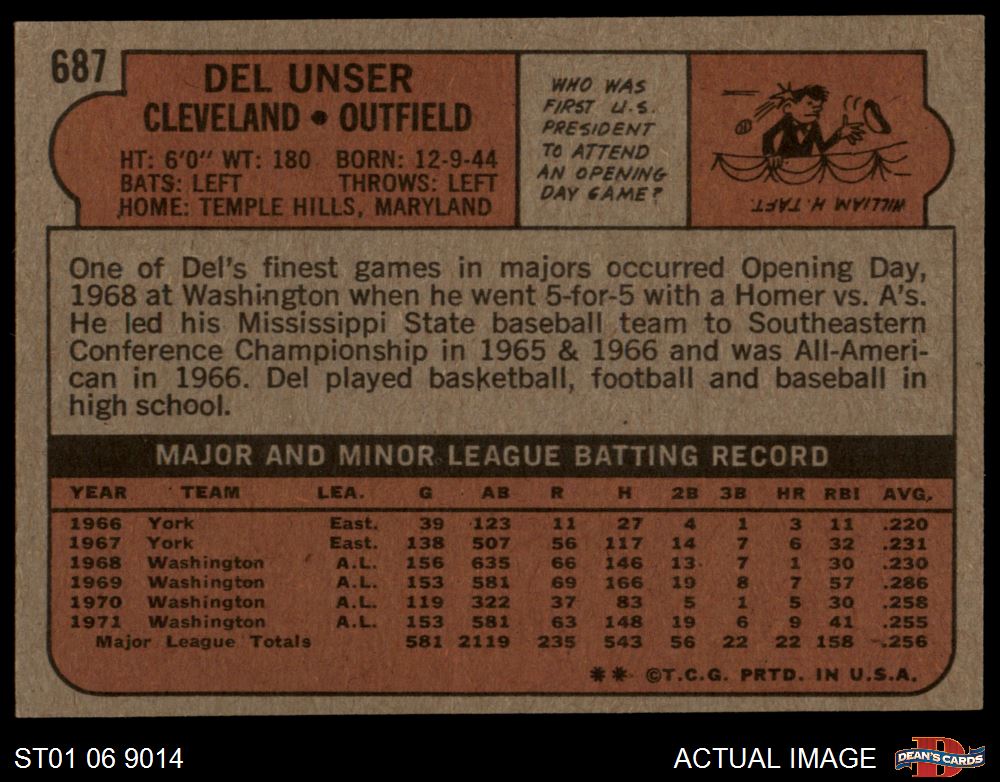 687
DEL UNSER
CLEVELAND • OUTFIELD
HT: 6'0" WT: 180 BORN: 12-9-44
BATS: LEFT THROWS: LEFT
HOME: TEMPLE HILLS, MARYLAND
WHO WAS
FIRST U.S.
PRESIDENT
TO ATTEND
AN OPENING
DAY GAME?
WILLIAM H. TAFT.
One of Del's finest games in majors occurred Opening Day,
1968 at Washington when he went 5-for-5 with a Homer vs. A's.
He led his Mississippi State baseball team to Southeastern
Conference Championship in 1965 & 1966 and was All-Ameri-
can in 1966. Del played basketball, football and baseball in
high school.
MAJOR AND MINOR LEAGUE BATTING RECORD
YEAR TEAM LEA. G AB R H 2B 3B HR RBI AVG.
1966 York East. 39 123 11 27 4 1 3 11 .220
1967 York East. 138 507 56 117 14 7 6 32 .231
1968 Washington A.L. 156 635 66 146 13 7 1 30 .230
1969 Washington A.L. 153 581 69 166 19 8 7 57 .286
1970 Washington A.L. 119 322 37 83 5 1 5 30 .258
1971 Washington A.L. 153 581 63 148 19 6 9 41 .255
Major League Totals 581 2119 235 543 56 22 22 158 .256
** ©T.C.G. PRTD. IN U.S.A.
ST01 06 9014
ACTUAL IMAGE
D
DEAN'S CARDS